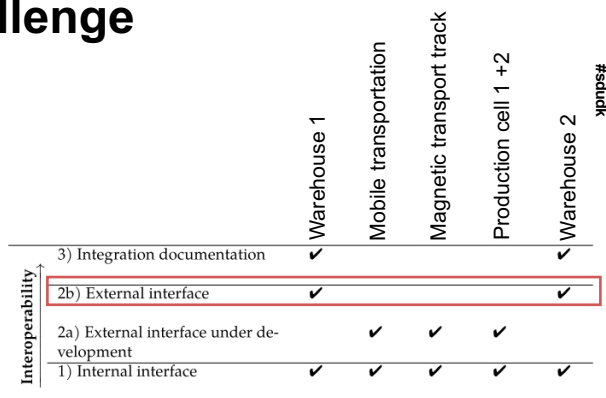 llenge
#sdudk
Warehouse 1
Mobile transportation
Magnetic transport track
Production cell 1 +2
Warehouse 2
Interoperability
3) Integration documentation ✔ ✔
2b) External interface ✔ ✔
2a) External interface under de-
velopment ✔ ✔ ✔
1) Internal interface ✔ ✔ ✔ ✔ ✔